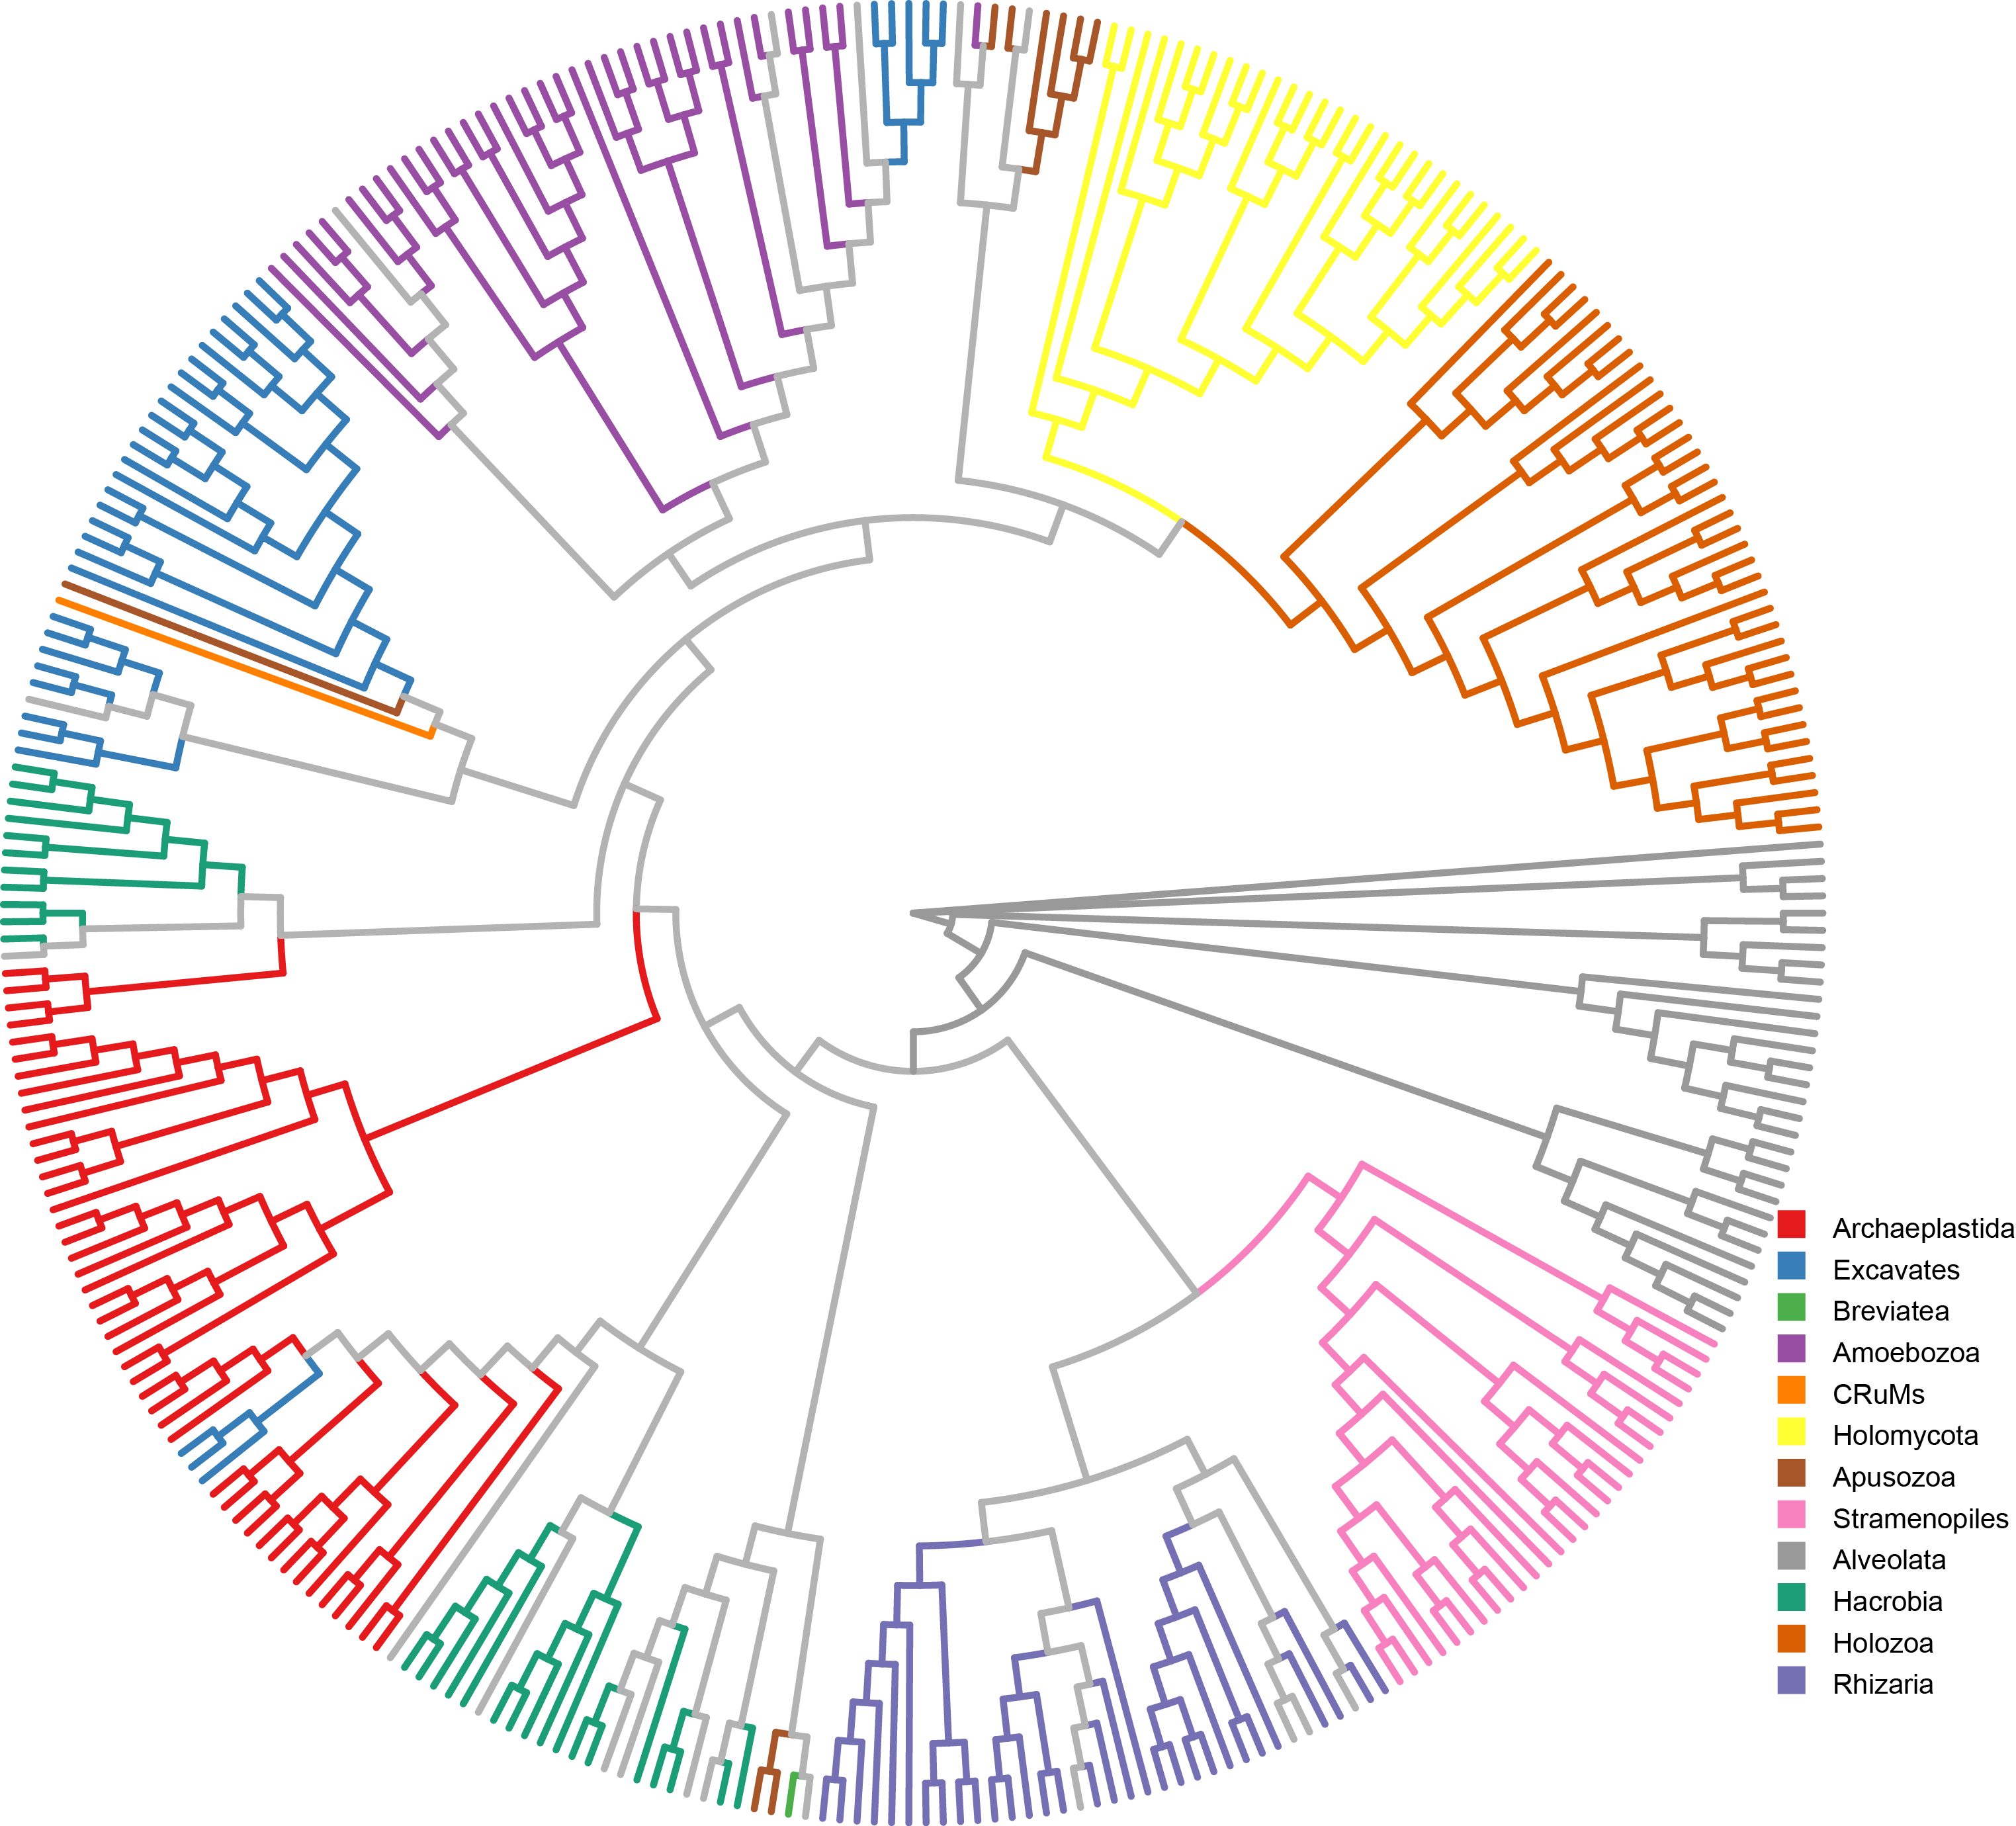 Archaeplastida
Excavates
Breviatea
Amoebozoa
CRuMs
Holomycota
Apusozoa
Stramenopiles
Alveolata
Hacrobia
Holozoa
Rhizaria